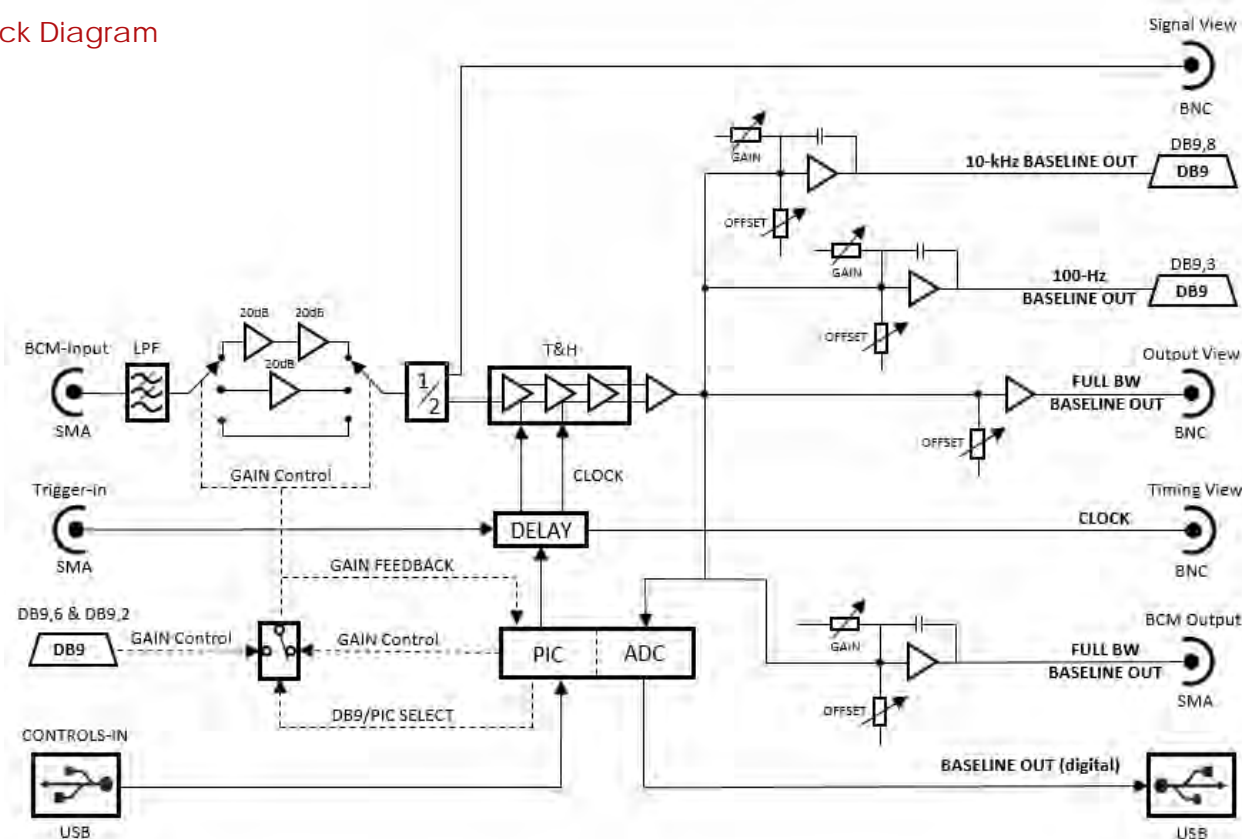 ck Diagram
Signal View
BNC
GAIN
OFFSET
10-kHz BASELINE OUT
DB9,8
DB9
GAIN
OFFSET
100-Hz
BASELINE OUT
DB9,3
DB9
BCM-Input
SMA
LPF
20dB
20dB
20dB
GAIN Control
1
2
T&H
CLOCK
OFFSET
FULL BW
BASELINE OUT
Output View
BNC
Trigger-in
SMA
DELAY
CLOCK
Timing View
BNC
GAIN FEEDBACK
DB9,6 & DB9,2
DB9
GAIN Control
GAIN Control
PIC
ADC
DB9/PIC SELECT
GAIN
OFFSET
FULL BW
BASELINE OUT
BCM Output
SMA
CONTROLS-IN
USB
BASELINE OUT (digital)
USB